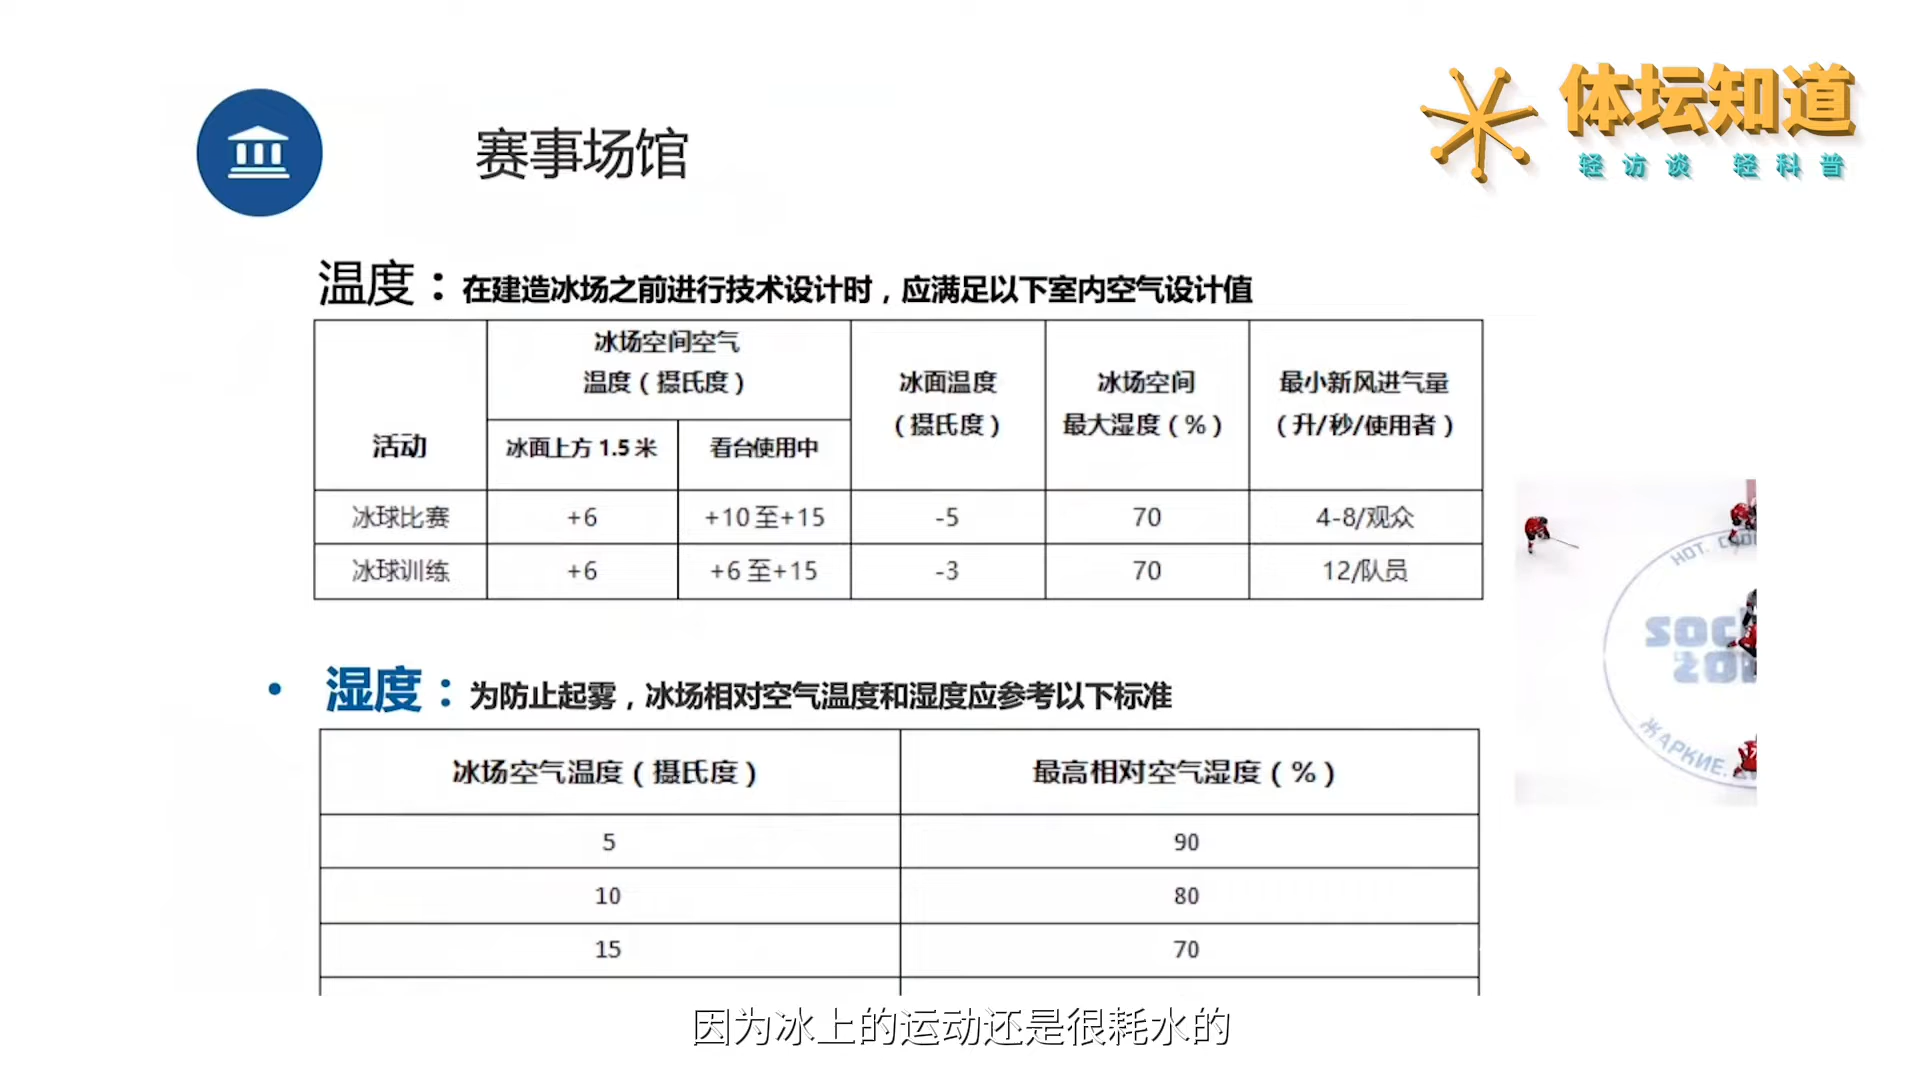 体坛知道
轻访谈 轻科普
赛事场馆
温度：在建造冰场之前进行技术设计时，应满足以下室内空气设计值
活动
冰场空间空气
温度（摄氏度）
冰面上方 1.5 米
看台使用中
冰面温度
（摄氏度）
冰场空间
最大湿度（%）
最小新风进气量
（升/秒/使用者）
冰球比赛 +6 +10 至+15 -5 70 4-8/观众
冰球训练 +6 +6 至+15 -3 70 12/队员
HOT. COO
soc
201
ЖАРКИЕ.
• 湿度：为防止起雾，冰场相对空气温度和湿度应参考以下标准
冰场空气温度（摄氏度） 最高相对空气湿度（%）
5 90
10 80
15 70
因为冰上的运动还是很耗水的